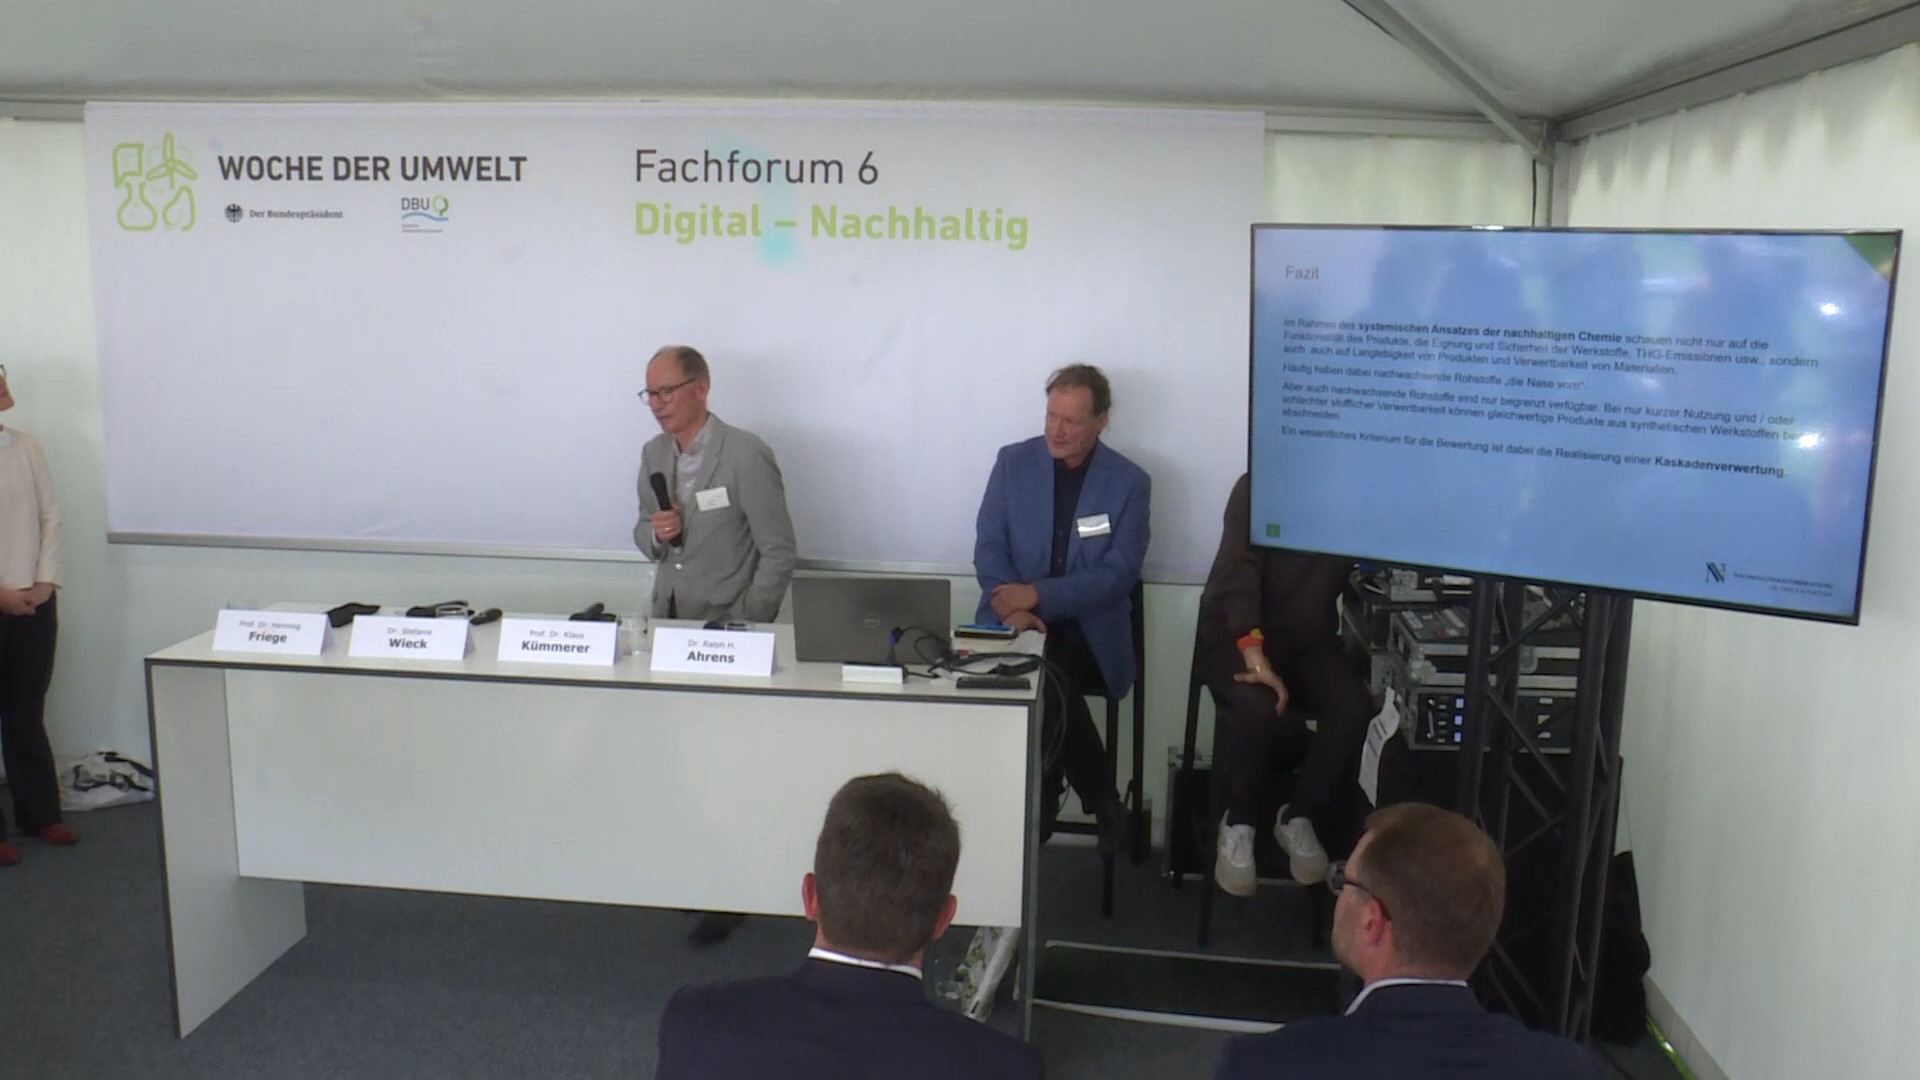 WOCHE DER UMWELT
Der Bundespräsident
DBU
Fachforum 6
Digital – Nachhaltig
Fazit
Im Rahmen des systemischen Ansatzes der nachhaltigen Chemie schauen nicht nur auf die
Funktionalität des Produkte, die Eignung und Sicherheit der Werkstoffe, THG-Emissionen usw., sondern
auch auch auf Langlebigkeit von Produkten und Verwertbarkeit von Materialien.
Häufig haben dabei nachwachsende Rohstoffe „die Nase vorn".
Aber auch nachwachsende Rohstoffe sind nur begrenzt verfügbar. Bei nur kurzer Nutzung und / oder
schlechter stofflicher Verwertbarkeit können gleichwertige Produkte aus synthetischen Werkstoffen
abschneiden.
Ein wesentliches Kriterium für die Bewertung ist dabei die Realisierung einer Kaskadenverwertung.
Prof. Dr. Henning
Friege
Dr. Stefanie
Wieck
Prof. Dr. Klaus
Kümmerer
Dr. Ralph H.
Ahrens